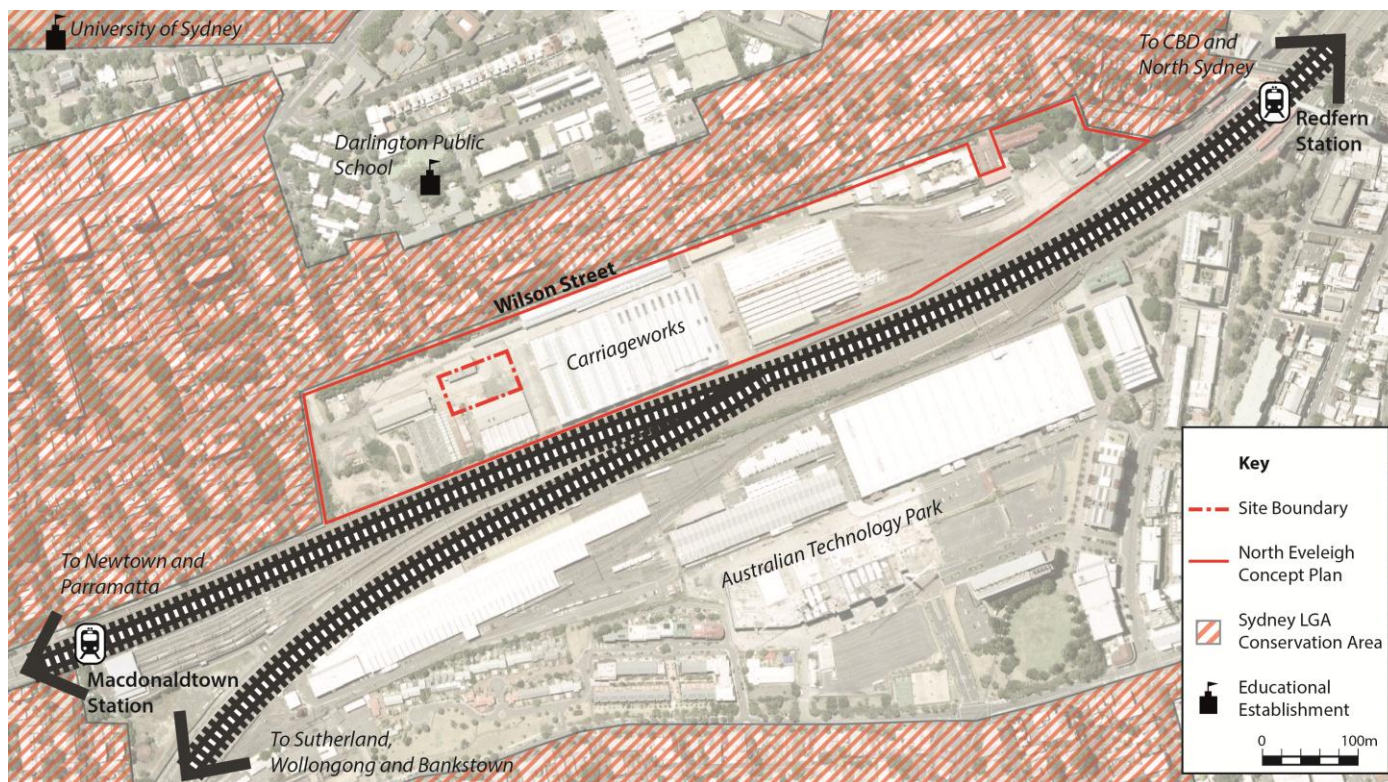 University of Sydney
To CBD and
North Sydney
Redfern
Station
Darlington Public
School
Wilson Street
Carriageworks
Australian Technology Park
To Newtown and
Parramatta
Macdonaldtown
Station
To Sutherland,
Wollongong and Bankstown
Key
Site Boundary
North Eveleigh
Concept Plan
Sydney LGA
Conservation Area
Educational
Establishment
0 100m